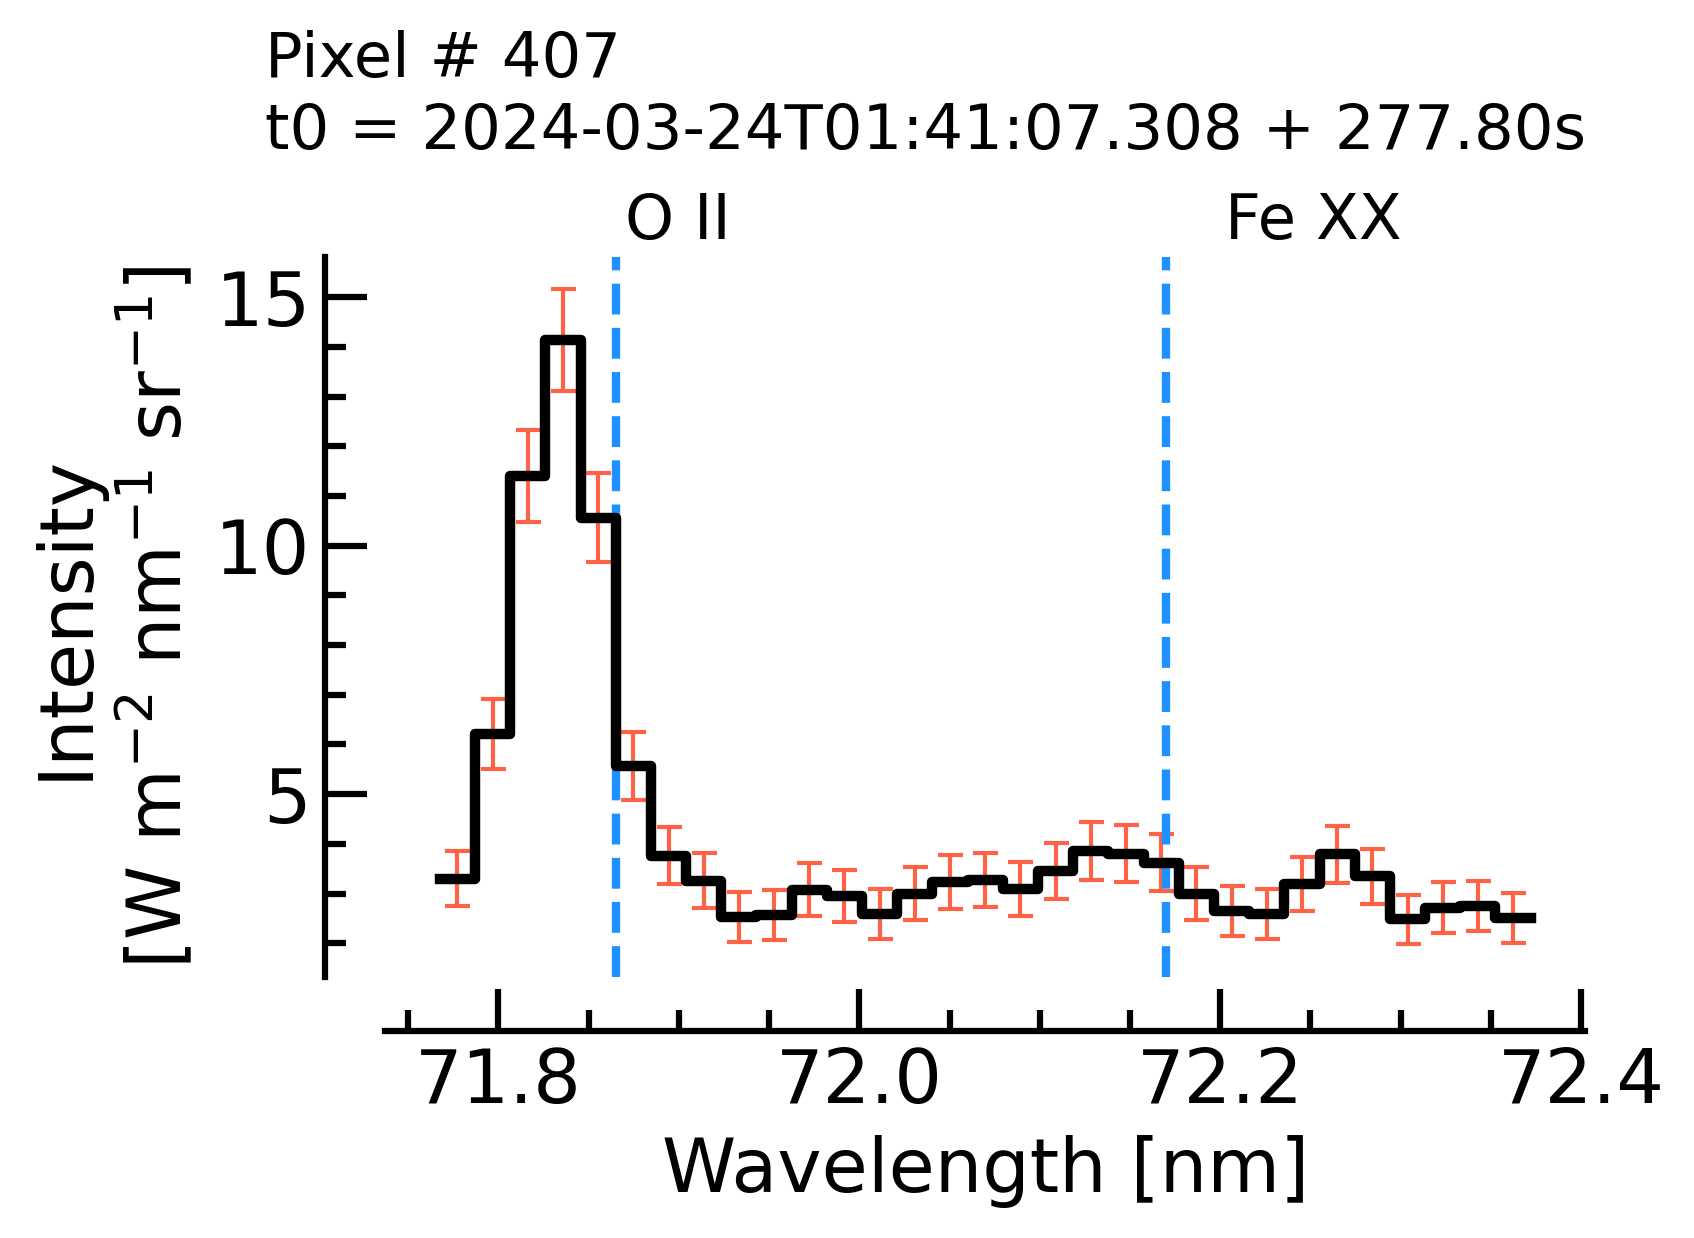 Pixel # 407
t0 = 2024-03-24T01:41:07.308 + 277.80s
O II
Fe XX
15
10
5
Intensity
[W m⁻² nm⁻¹ sr⁻¹]
71.8
72.0
72.2
72.4
Wavelength [nm]